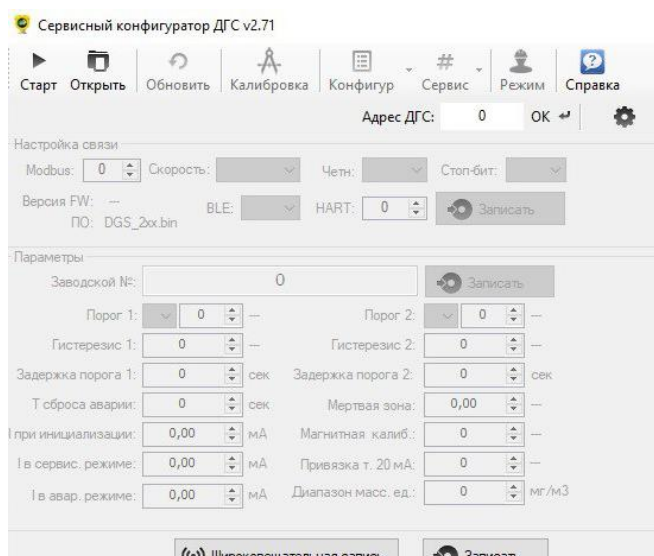 Сервисный конфигуратор ДГС v2.71
Старт Открыть Обновить Калибровка Конфигур Сервис Режим Справка
Адрес ДГС: 0 ОК
Настройка связи
Modbus: 0 Скорость: Четн: Стоп-бит:
Версия FW: --- BLE: HART: 0 Записать
ПО: DGS_2xx.bin
Параметры
Заводской №: 0 Записать
Порог 1: 0 --- Порог 2: 0 ---
Гистерезис 1: 0 --- Гистерезис 2: 0 ---
Задержка порога 1: 0 сек Задержка порога 2: 0 сек
Т сброса аварии: 0 сек Мертвая зона: 0,00 ---
I при инициализации: 0,00 мА Магнитная калиб.: 0 ---
I в сервис. режиме: 0,00 мА Привязка т. 20 мА: 0 ---
I в авар. режиме: 0,00 мА Диапазон масс. ед.: 0 мг/м3
Широковещательная запись Записать